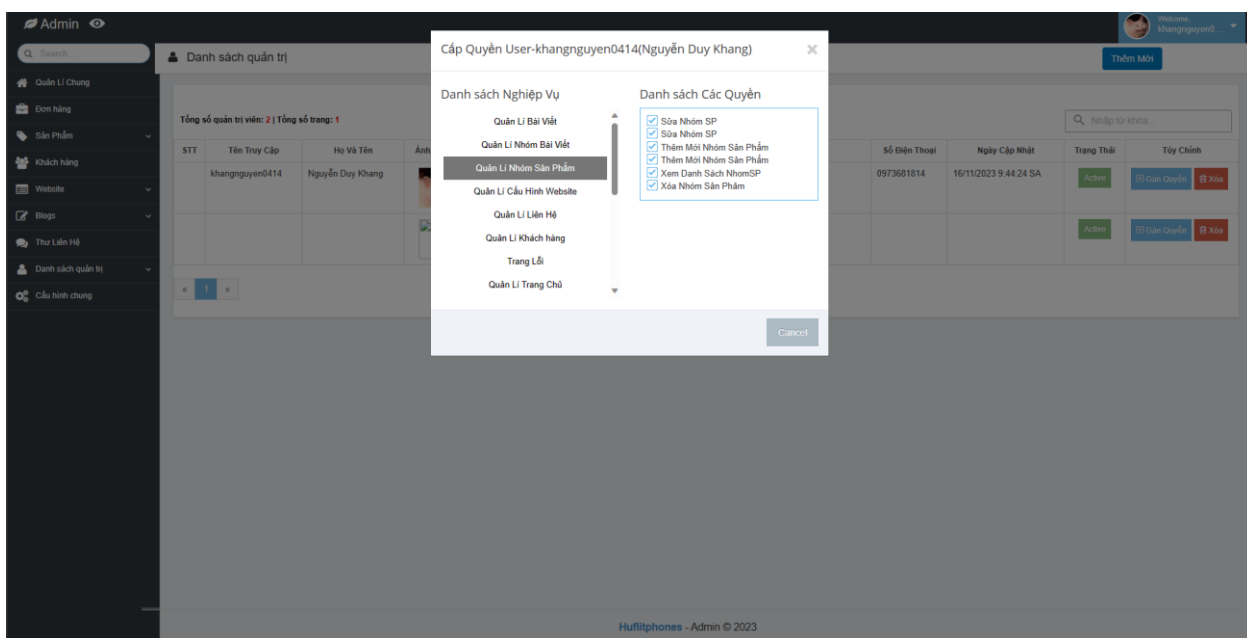 Admin
Welcome,
khangnguyen0...
Search
Danh sách quản trị
Thêm Mới
Cấp Quyền User-khangnguyen0414(Nguyễn Duy Khang)
×
Quản Lí Chung
Đơn hàng
Sản Phẩm
Khách hàng
Website
Blogs
Thư Liên Hệ
Danh sách quản trị
Cấu hình chung
Danh sách Nghiệp Vụ
Quản Lí Bài Viết
Quản Lí Nhóm Bài Viết
Quản Lí Nhóm Sản Phẩm
Quản Lí Cấu Hình Website
Quản Lí Liên Hệ
Quản Lí Khách hàng
Trang Lỗi
Quản Lí Trang Chủ
Danh sách Các Quyền
Sửa Nhóm SP
Sửa Nhóm SP
Thêm Mới Nhóm Sản Phẩm
Thêm Mới Nhóm Sản Phẩm
Xem Danh Sách NhomSP
Xóa Nhóm Sản Phẩm
Cancel
Tổng số quản trị viên: 2 | Tổng số trang: 1
Nhập từ khóa...
STT Tên Truy Cập Họ Và Tên Ảnh Số Điện Thoại Ngày Cập Nhật Trạng Thái Tùy Chỉnh
khangnguyen0414 Nguyễn Duy Khang 0973681814 16/11/2023 9:44:24 SA Active Gán Quyền Xóa
Active Gán Quyền Xóa
« 1 »
Huflitphones - Admin © 2023